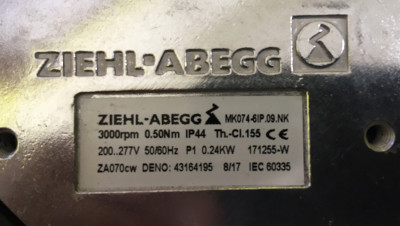 ZIEHL-ABEGG
ZIEHL-ABEGG MK074-6IP.09.NK
3000rpm 0.50Nm IP44 Th.-Cl.155 CE
200..277V 50/60Hz P1 0.24KW 171255-W
ZA070cw DENO: 43164195 8/17 IEC 60335